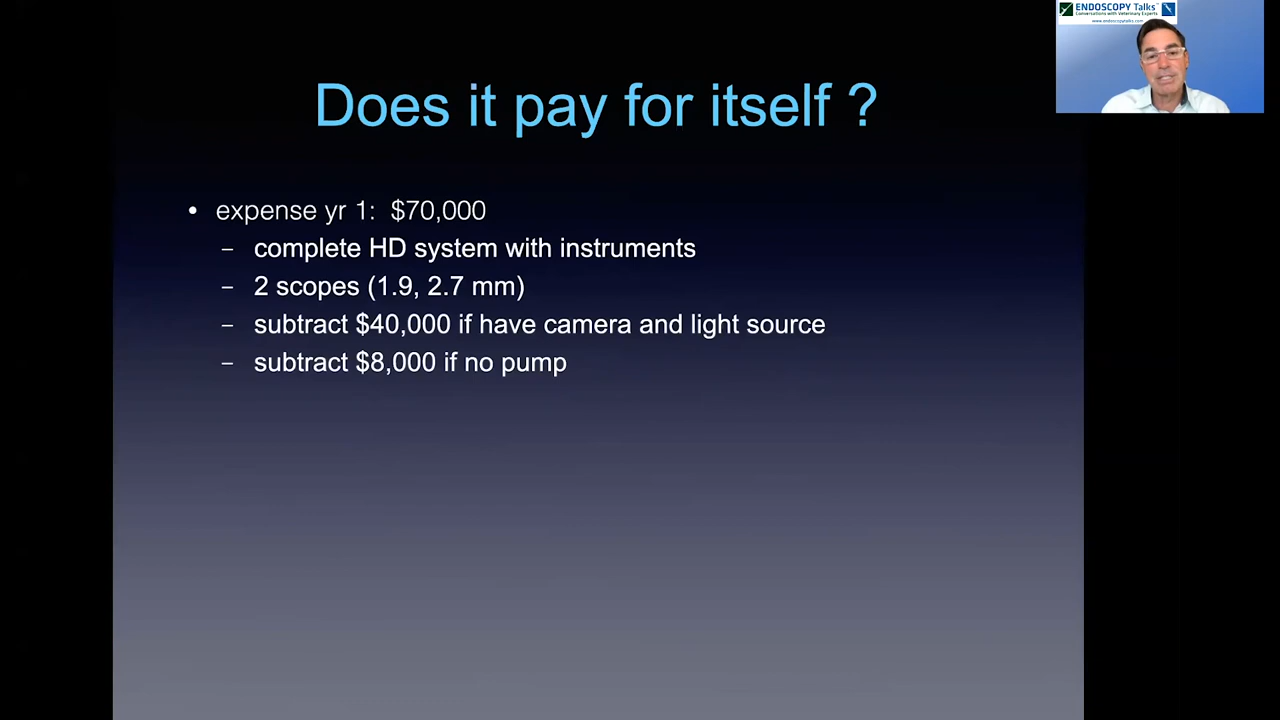 ENDOSCOPY Talks™
Conversations with Veterinary Experts
www.endoscopytalks.com
Does it pay for itself ?
• expense yr 1: $70,000
– complete HD system with instruments
– 2 scopes (1.9, 2.7 mm)
– subtract $40,000 if have camera and light source
– subtract $8,000 if no pump